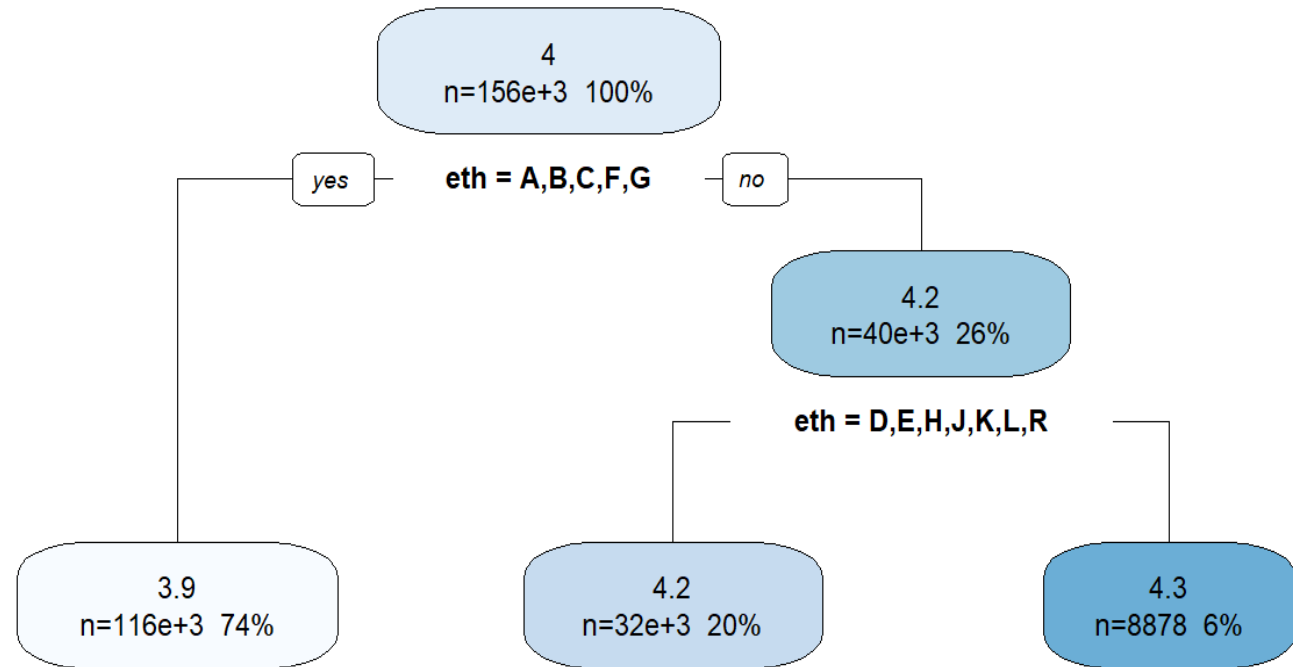 4
n=156e+3 100%
yes
eth = A,B,C,F,G
no
4.2
n=40e+3 26%
eth = D,E,H,J,K,L,R
3.9
n=116e+3 74%
4.2
n=32e+3 20%
4.3
n=8878 6%